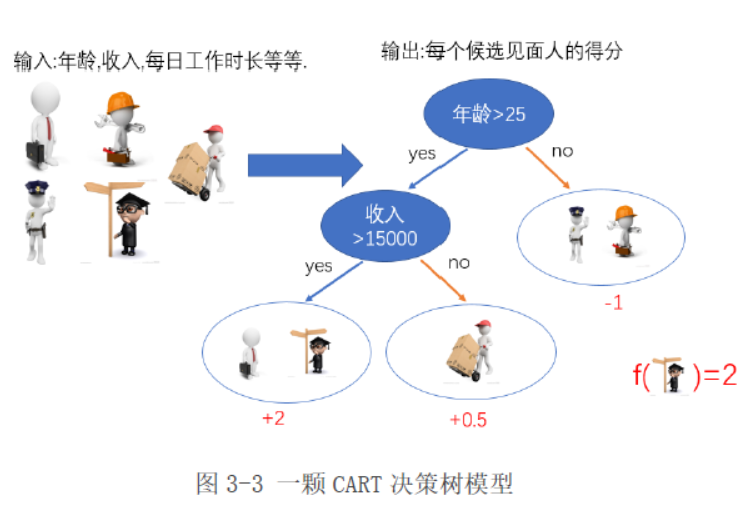 输入:年龄,收入,每日工作时长等等.
输出:每个候选见面人的得分
年龄>25
yes
no
收入
>15000
yes
no
-1
+2
+0.5
f( )=2
图 3-3 一颗 CART 决策树模型